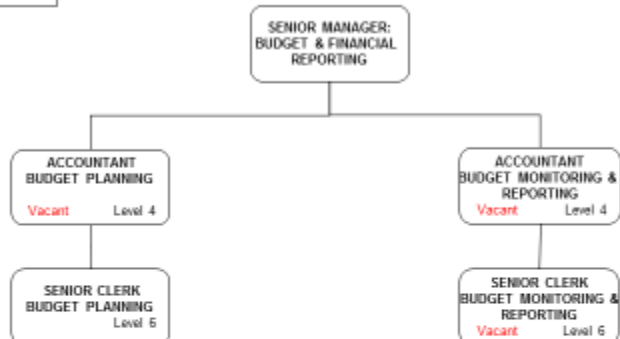 SENIOR MANAGER:
BUDGET & FINANCIAL
REPORTING
ACCOUNTANT
BUDGET PLANNING
Vacant Level 4
ACCOUNTANT
BUDGET MONITORING &
REPORTING
Vacant Level 4
SENIOR CLERK
BUDGET PLANNING
Level 6
SENIOR CLERK
BUDGET MONITORING &
REPORTING
Vacant Level 6